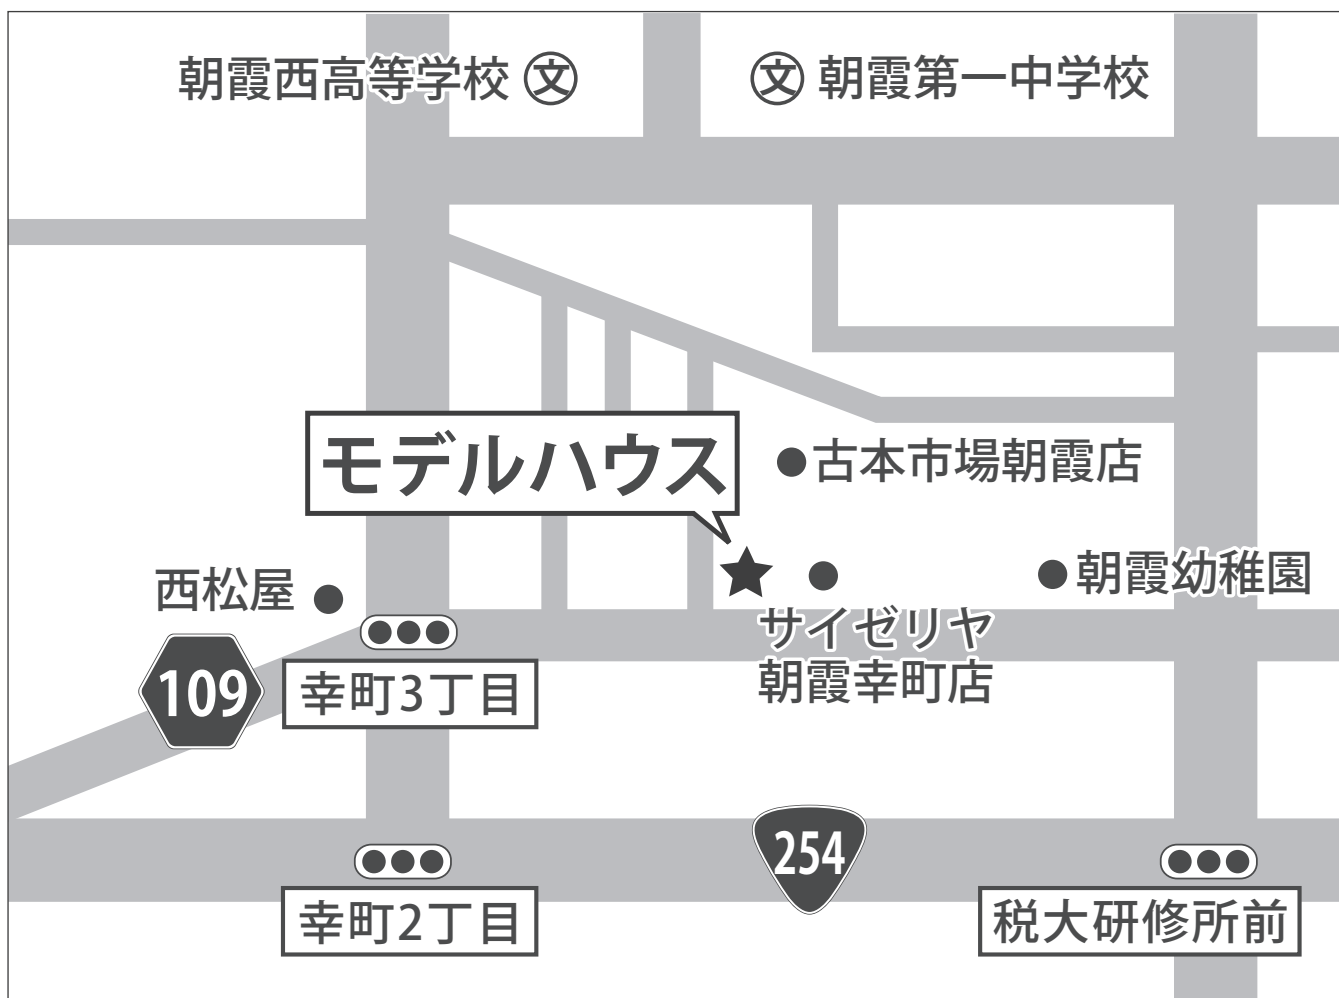 朝霞西高等学校 文
文 朝霞第一中学校
モデルハウス
古本市場朝霞店
西松屋
朝霞幼稚園
サイゼリヤ
朝霞幸町店
109
幸町3丁目
254
幸町2丁目
税大研修所前